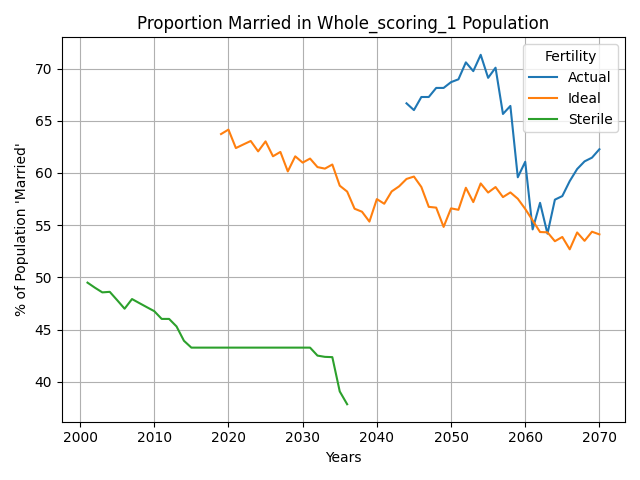 Proportion Married in Whole_scoring_1 Population
% of Population 'Married'
70
65
60
55
50
45
40
Fertility
Actual
Ideal
Sterile
2000 2010 2020 2030 2040 2050 2060 2070
Years